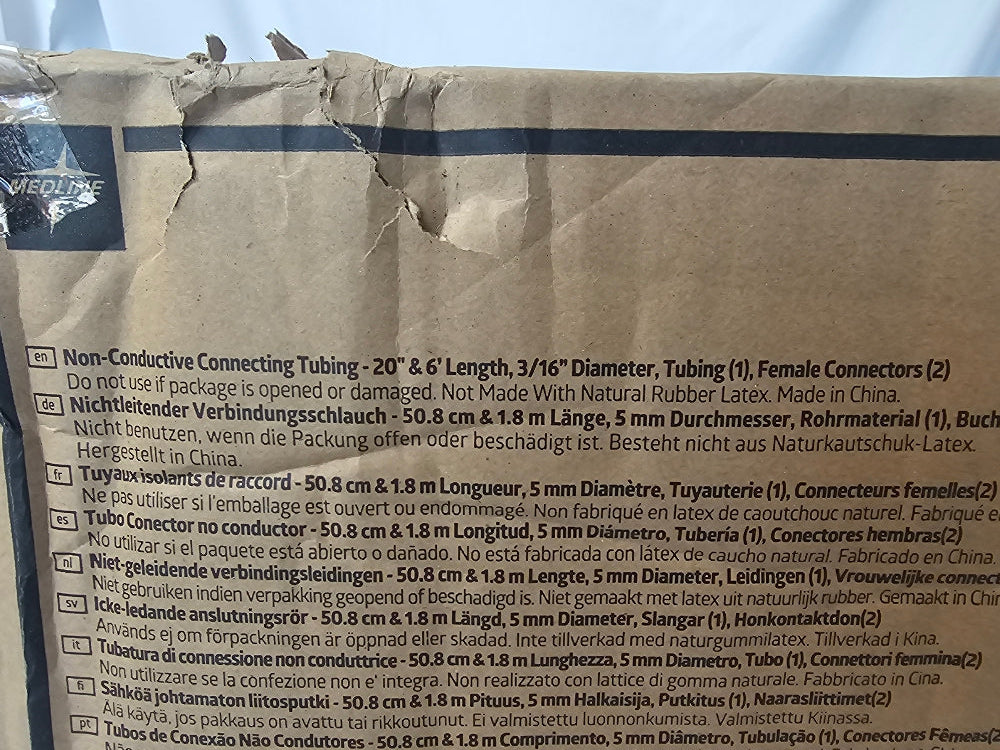 MEDLINE
en Non-Conductive Connecting Tubing - 20" & 6' Length, 3/16" Diameter, Tubing (1), Female Connectors (2)
Do not use if package is opened or damaged. Not Made With Natural Rubber Latex. Made in China.
de Nichtleitender Verbindungsschlauch - 50.8 cm & 1.8 m Länge, 5 mm Durchmesser, Rohrmaterial (1), Buch
Nicht benutzen, wenn die Packung offen oder beschädigt ist. Besteht nicht aus Naturkautschuk-Latex.
Hergestellt in China.
fr Tuyaux isolants de raccord - 50.8 cm & 1.8 m Longueur, 5 mm Diamètre, Tuyauterie (1), Connecteurs femelles(2)
Ne pas utiliser si l'emballage est ouvert ou endommagé. Non fabriqué en latex de caoutchouc naturel. Fabriqué e
es Tubo Conector no conductor - 50.8 cm & 1.8 m Longitud, 5 mm Diámetro, Tubería (1), Conectores hembras(2)
No utilizar si el paquete está abierto o dañado. No está fabricada con látex de caucho natural. Fabricado en China.
nl Niet-geleidende verbindingsleidingen - 50.8 cm & 1.8 m Lengte, 5 mm Diameter, Leidingen (1), Vrouwelijke connect
Niet gebruiken indien verpakking geopend of beschadigd is. Niet gemaakt met latex uit natuurlijk rubber. Gemaakt in Chin
sv Icke-ledande anslutningsrör - 50.8 cm & 1.8 m Längd, 5 mm Diameter, Slangar (1), Honkontaktdon(2)
Används ej om förpackningen är öppnad eller skadad. Inte tillverkad med naturgummilatex. Tillverkad i Kina.
it Tubatura di connessione non conduttrice - 50.8 cm & 1.8 m Lunghezza, 5 mm Diametro, Tubo (1), Connettori femmina(2)
Non utilizzare se la confezione non e' integra. Non realizzato con lattice di gomma naturale. Fabbricato in Cina.
fi Sähköä johtamaton liitosputki - 50.8 cm & 1.8 m Pituus, 5 mm Halkaisija, Putkitus (1), Naarasliittimet(2)
Älä käytä, jos pakkaus on avattu tai rikkoutunut. Ei valmistettu luonnonkumista. Valmistettu Kiinassa.
pt Tubos de Conexão Não Condutores - 50.8 cm & 1.8 m Comprimento, 5 mm Diâmetro, Tubulação (1), Conectores Fêmeas(2